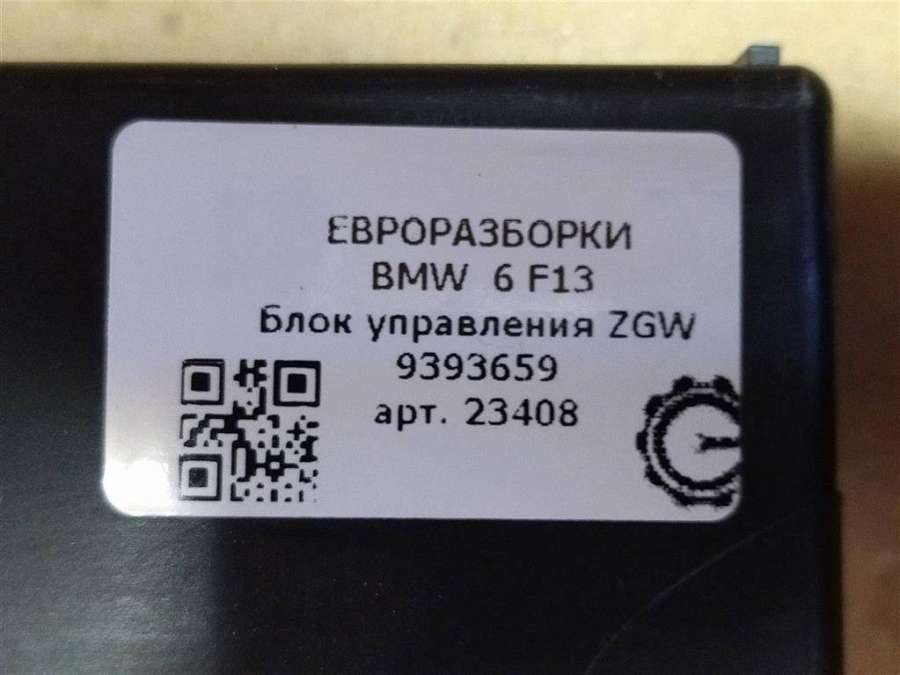 ЕВРОРАЗБОРКИ
BMW 6 F13
Блок управления ZGW
9393659
арт. 23408